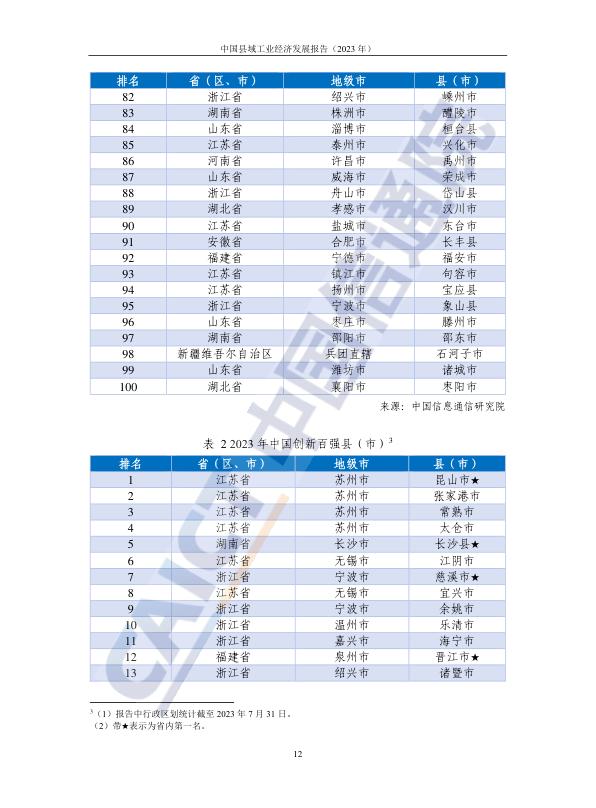 中国县域工业经济发展报告（2023 年）
排名 省（区、市） 地级市 县（市）
82 浙江省 绍兴市 嵊州市
83 湖南省 株洲市 醴陵市
84 山东省 淄博市 桓台县
85 江苏省 泰州市 兴化市
86 河南省 许昌市 禹州市
87 山东省 威海市 荣成市
88 浙江省 舟山市 岱山县
89 湖北省 孝感市 汉川市
90 江苏省 盐城市 东台市
91 安徽省 合肥市 长丰县
92 福建省 宁德市 福安市
93 江苏省 镇江市 句容市
94 江苏省 扬州市 宝应县
95 浙江省 宁波市 象山县
96 山东省 枣庄市 滕州市
97 湖南省 邵阳市 邵东市
98 新疆维吾尔自治区 兵团直辖 石河子市
99 山东省 潍坊市 诸城市
100 湖北省 襄阳市 枣阳市
来源：中国信息通信研究院
表 2 2023 年中国创新百强县（市）3
排名 省（区、市） 地级市 县（市）
1 江苏省 苏州市 昆山市★
2 江苏省 苏州市 张家港市
3 江苏省 苏州市 常熟市
4 江苏省 苏州市 太仓市
5 湖南省 长沙市 长沙县★
6 江苏省 无锡市 江阴市
7 浙江省 宁波市 慈溪市★
8 江苏省 无锡市 宜兴市
9 浙江省 宁波市 余姚市
10 浙江省 温州市 乐清市
11 浙江省 嘉兴市 海宁市
12 福建省 泉州市 晋江市★
13 浙江省 绍兴市 诸暨市
3（1）报告中行政区划统计截至 2023 年 7 月 31 日。
（2）带★表示为省内第一名。
12
CAICT 中国信通院